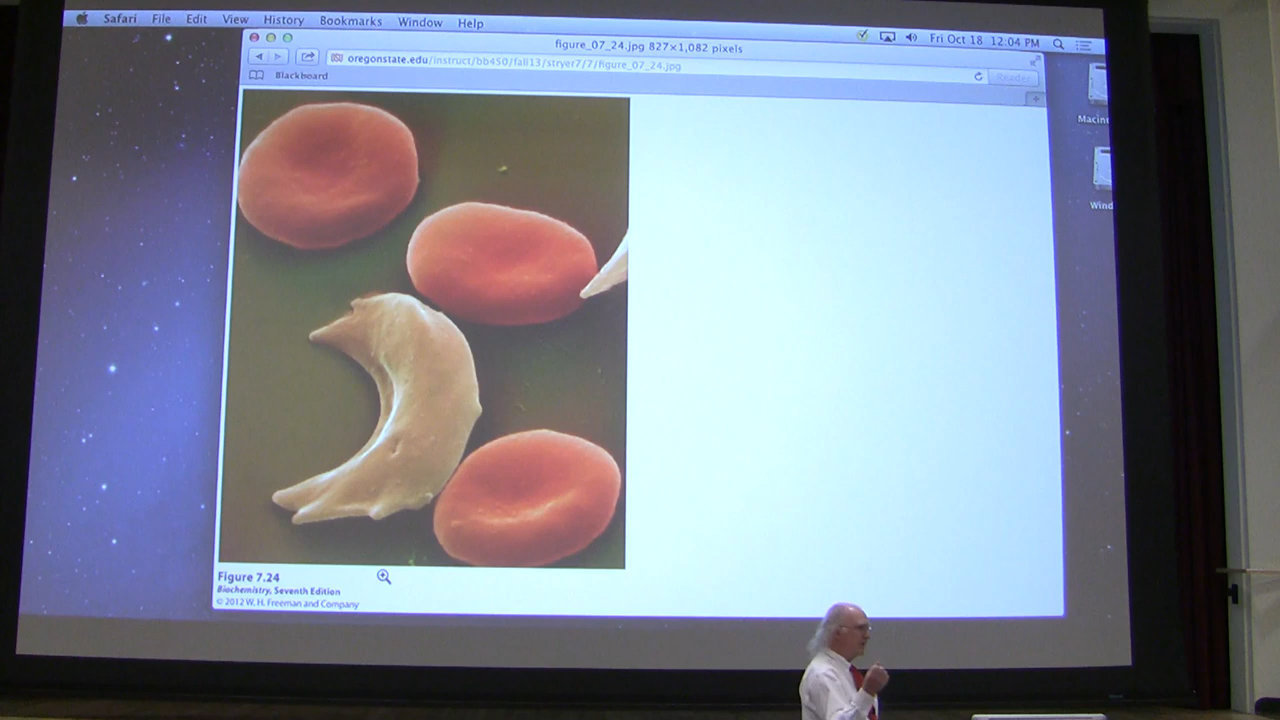 Safari File Edit View History Bookmarks Window Help
Fri Oct 18 12:04 PM
figure_07_24.jpg 827×1,082 pixels
oregonstate.edu/instruct/bb450/fall13/stryer7/7/figure_07_24.jpg
Reader
Blackboard
Macin
Wind
Figure 7.24
Biochemistry, Seventh Edition
© 2012 W. H. Freeman and Company